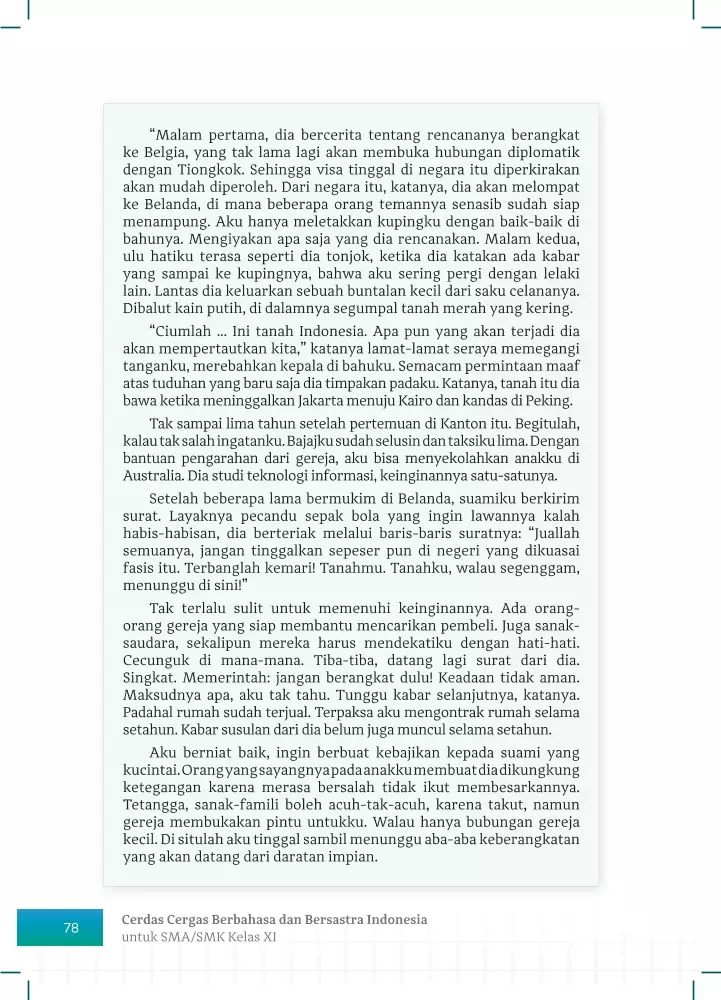 “Malam pertama, dia bercerita tentang rencananya berangkat
ke Belgia, yang tak lama lagi akan membuka hubungan diplomatik
dengan Tiongkok. Sehingga visa tinggal di negara itu diperkirakan
akan mudah diperoleh. Dari negara itu, katanya, dia akan melompat
ke Belanda, di mana beberapa orang temannya senasib sudah siap
menampung. Aku hanya meletakkan kupingku dengan baik-baik di
bahunya. Mengiyakan apa saja yang dia rencanakan. Malam kedua,
ulu hatiku terasa seperti dia tonjok, ketika dia katakan ada kabar
yang sampai ke kupingnya, bahwa aku sering pergi dengan lelaki
lain. Lantas dia keluarkan sebuah buntalan kecil dari saku celananya.
Dibalut kain putih, di dalamnya segumpal tanah merah yang kering.
“Ciumlah ... Ini tanah Indonesia. Apa pun yang akan terjadi dia
akan mempertautkan kita,” katanya lamat-lamat seraya memegangi
tanganku, merebahkan kepala di bahuku. Semacam permintaan maaf
atas tuduhan yang baru saja dia timpakan padaku. Katanya, tanah itu dia
bawa ketika meninggalkan Jakarta menuju Kairo dan kandas di Peking.
Tak sampai lima tahun setelah pertemuan di Kanton itu. Begitulah,
kalau tak salah ingatanku. Bajajku sudah selusin dan taksiku lima. Dengan
bantuan pengarahan dari gereja, aku bisa menyekolahkan anakku di
Australia. Dia studi teknologi informasi, keinginannya satu-satunya.
Setelah beberapa lama bermukim di Belanda, suamiku berkirim
surat. Layaknya pecandu sepak bola yang ingin lawannya kalah
habis-habisan, dia berteriak melalui baris-baris suratnya: “Juallah
semuanya, jangan tinggalkan sepeser pun di negeri yang dikuasai
fasis itu. Terbanglah kemari! Tanahmu. Tanahku, walau segenggam,
menunggu di sini!”
Tak terlalu sulit untuk memenuhi keinginannya. Ada orang-
orang gereja yang siap membantu mencarikan pembeli. Juga sanak-
saudara, sekalipun mereka harus mendekatiku dengan hati-hati.
Cecunguk di mana-mana. Tiba-tiba, datang lagi surat dari dia.
Singkat. Memerintah: jangan berangkat dulu! Keadaan tidak aman.
Maksudnya apa, aku tak tahu. Tunggu kabar selanjutnya, katanya.
Padahal rumah sudah terjual. Terpaksa aku mengontrak rumah selama
setahun. Kabar susulan dari dia belum juga muncul selama setahun.
Aku berniat baik, ingin berbuat kebajikan kepada suami yang
kucintai. Orang yang sayangnya pada anakku membuat dia dikungkung
ketegangan karena merasa bersalah tidak ikut membesarkannya.
Tetangga, sanak-famili boleh acuh-tak-acuh, karena takut, namun
gereja membukakan pintu untukku. Walau hanya bubungan gereja
kecil. Di situlah aku tinggal sambil menunggu aba-aba keberangkatan
yang akan datang dari daratan impian.
78
Cerdas Cergas Berbahasa dan Bersastra Indonesia
untuk SMA/SMK Kelas XI